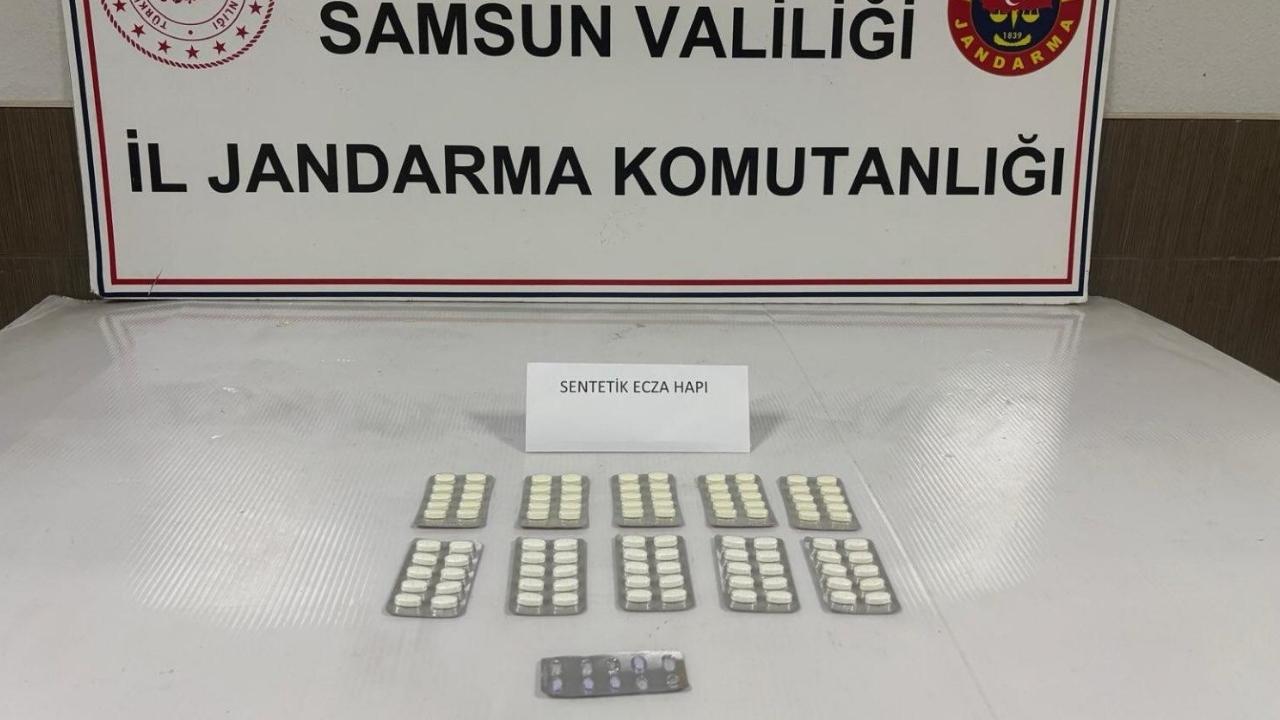 SAMSUN VALİLİĞİ
İL JANDARMA KOMUTANLIĞI
1839
JANDARMA
SENTETİK ECZA HAPI